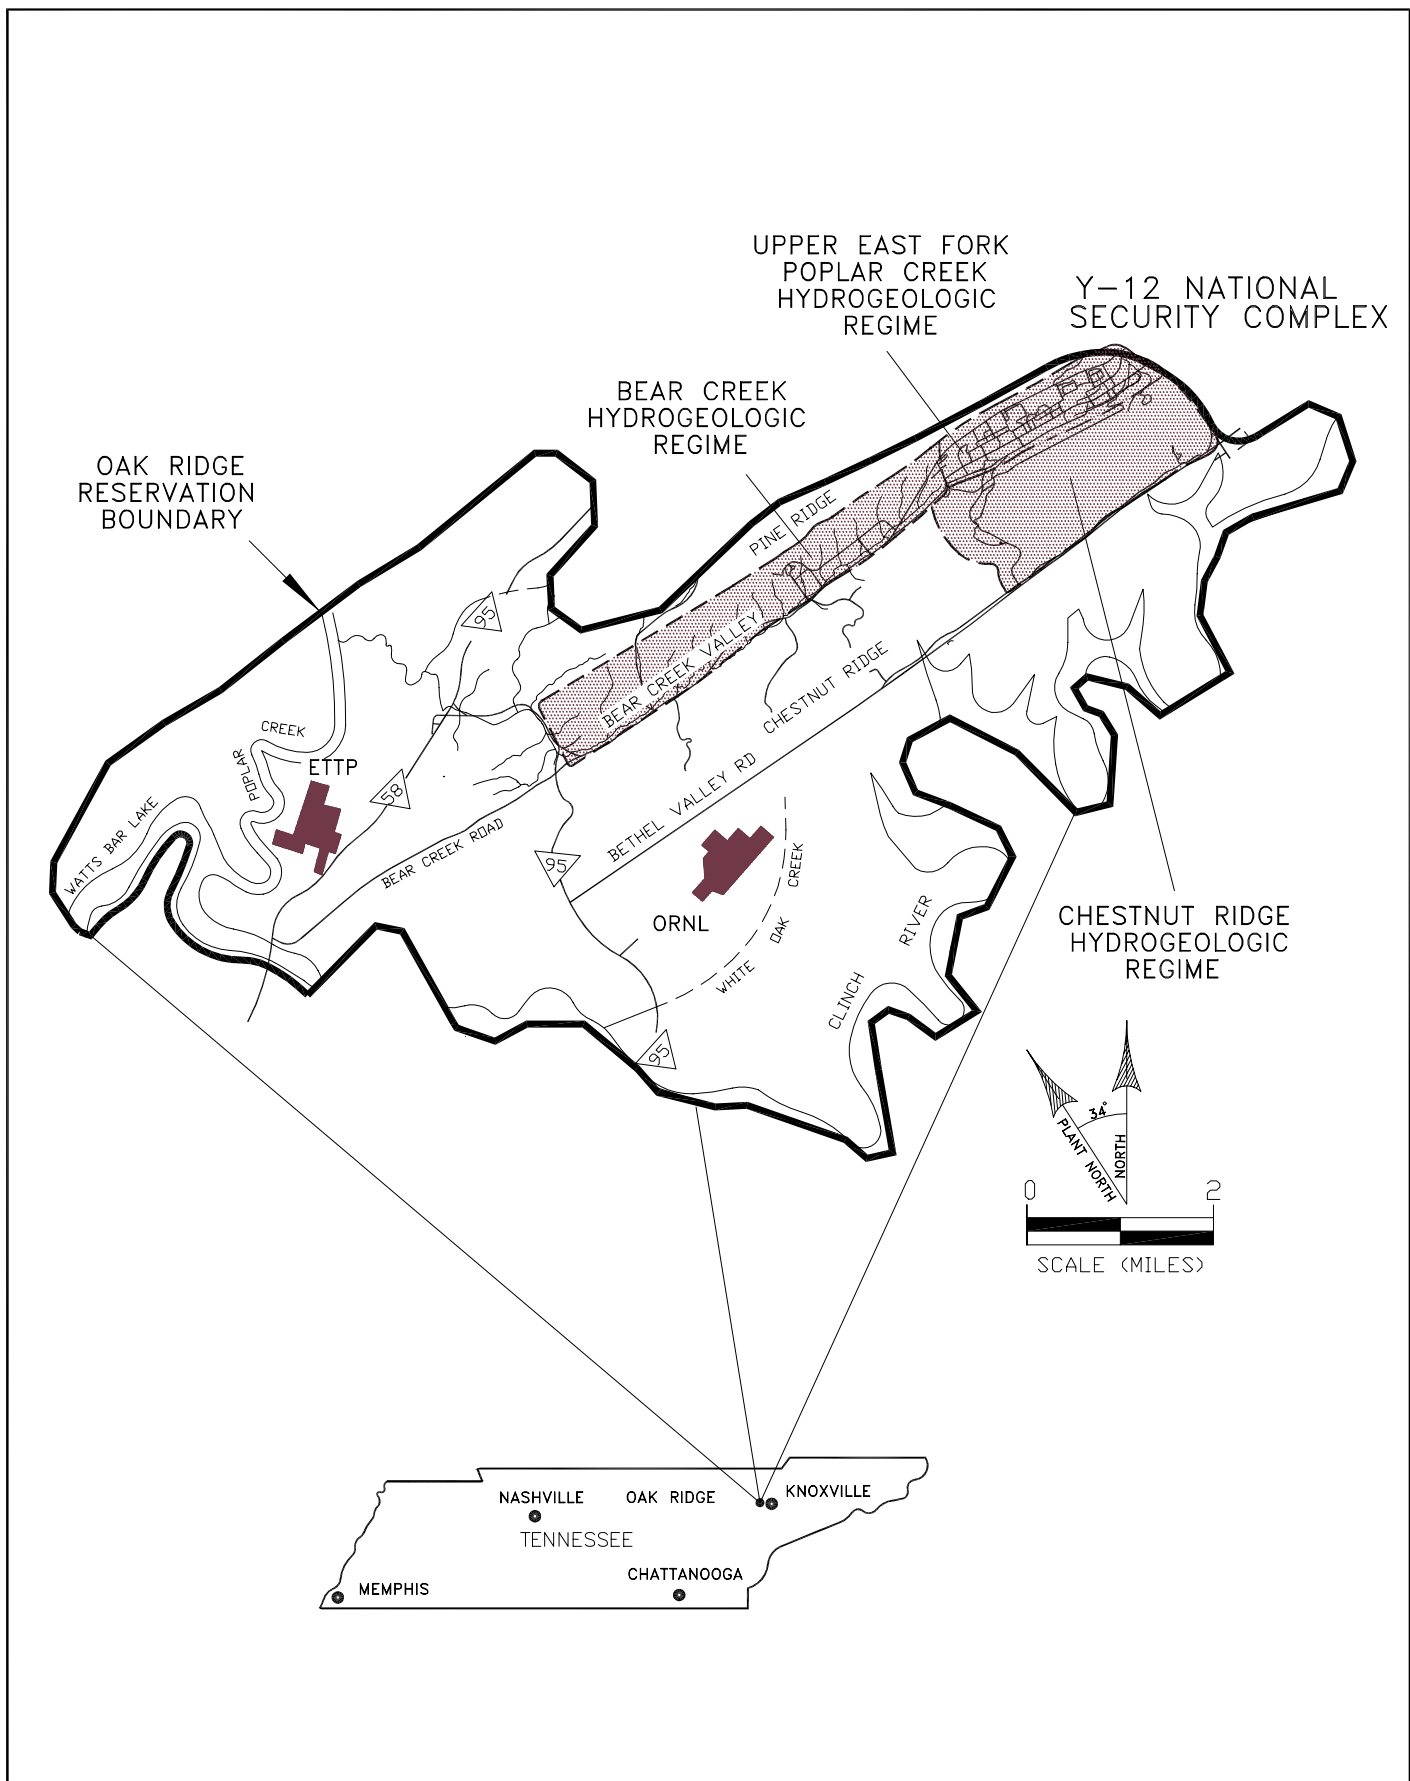 UPPER EAST FORK
POPLAR CREEK
HYDROGEOLOGIC
REGIME
Y-12 NATIONAL
SECURITY COMPLEX
BEAR CREEK
HYDROGEOLOGIC
REGIME
OAK RIDGE
RESERVATION
BOUNDARY
PINE RIDGE
95
BEAR CREEK VALLEY
CHESTNUT RIDGE
CREEK
POPLAR
ETTP
58
WATTS BAR LAKE
BEAR CREEK ROAD
BETHEL VALLEY RD
95
CREEK
OAK
WHITE
ORNL
RIVER
CLINCH
95
CHESTNUT RIDGE
HYDROGEOLOGIC
REGIME
34°
PLANT NORTH
NORTH
0 2
SCALE (MILES)
NASHVILLE
OAK RIDGE
KNOXVILLE
TENNESSEE
CHATTANOOGA
MEMPHIS